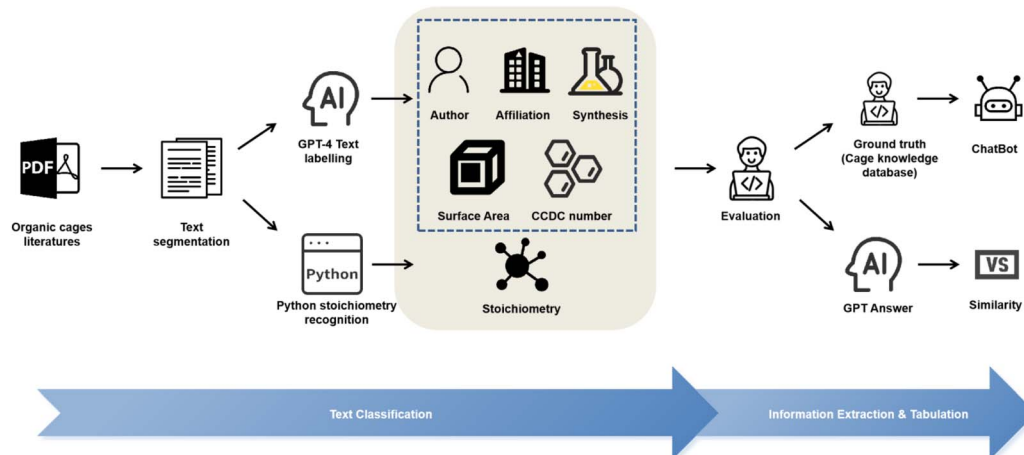 PDF
Organic cages
literatures
Text
segmentation
AI
GPT-4 Text
labelling
Python
Python stoichiometry
recognition
Author
Affiliation
Synthesis
Surface Area
CCDC number
Stoichiometry
</>
Evaluation
</>
Ground truth
(Cage knowledge
database)
ChatBot
AI
GPT Answer
VS
Similarity
Text Classification
Information Extraction & Tabulation